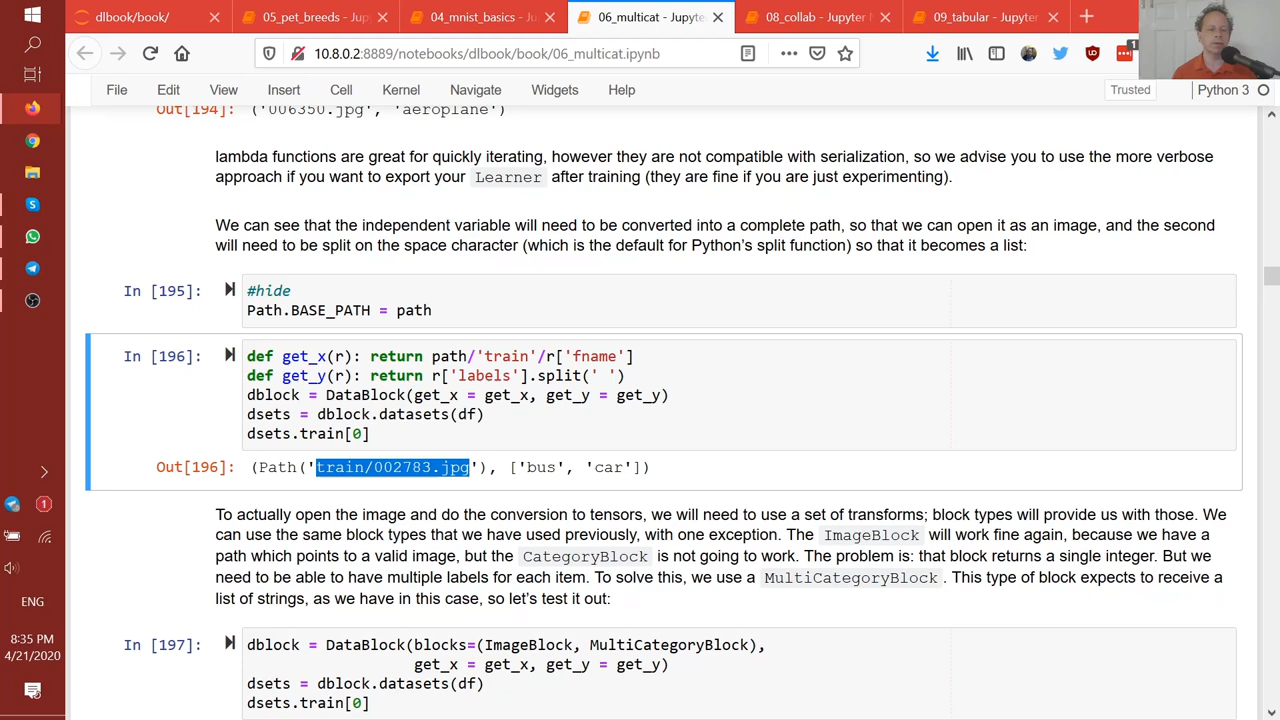 dlbook/book/
05_pet_breeds - Jupyter
04_mnist_basics - Jupyter
06_multicat - Jupyter
08_collab - Jupyter
09_tabular - Jupyter
10.8.0.2:8889/notebooks/dlbook/book/06_multicat.ipynb
1
File Edit View Insert Cell Kernel Navigate Widgets Help
Trusted
Python 3
Out[194]: ('006350.jpg', 'aeroplane')
lambda functions are great for quickly iterating, however they are not compatible with serialization, so we advise you to use the more verbose
approach if you want to export your Learner after training (they are fine if you are just experimenting).
We can see that the independent variable will need to be converted into a complete path, so that we can open it as an image, and the second
will need to be split on the space character (which is the default for Python's split function) so that it becomes a list:
In [195]: #hide
Path.BASE_PATH = path
In [196]: def get_x(r): return path/'train'/r['fname']
def get_y(r): return r['labels'].split(' ')
dblock = DataBlock(get_x = get_x, get_y = get_y)
dsets = dblock.datasets(df)
dsets.train[0]
Out[196]: (Path('train/002783.jpg'), ['bus', 'car'])
To actually open the image and do the conversion to tensors, we will need to use a set of transforms; block types will provide us with those. We
can use the same block types that we have used previously, with one exception. The ImageBlock will work fine again, because we have a
path which points to a valid image, but the CategoryBlock is not going to work. The problem is: that block returns a single integer. But we
need to be able to have multiple labels for each item. To solve this, we use a MultiCategoryBlock. This type of block expects to receive a
list of strings, as we have in this case, so let's test it out:
In [197]: dblock = DataBlock(blocks=(ImageBlock, MultiCategoryBlock),
get_x = get_x, get_y = get_y)
dsets = dblock.datasets(df)
dsets.train[0]
1
ENG
8:35 PM
4/21/2020